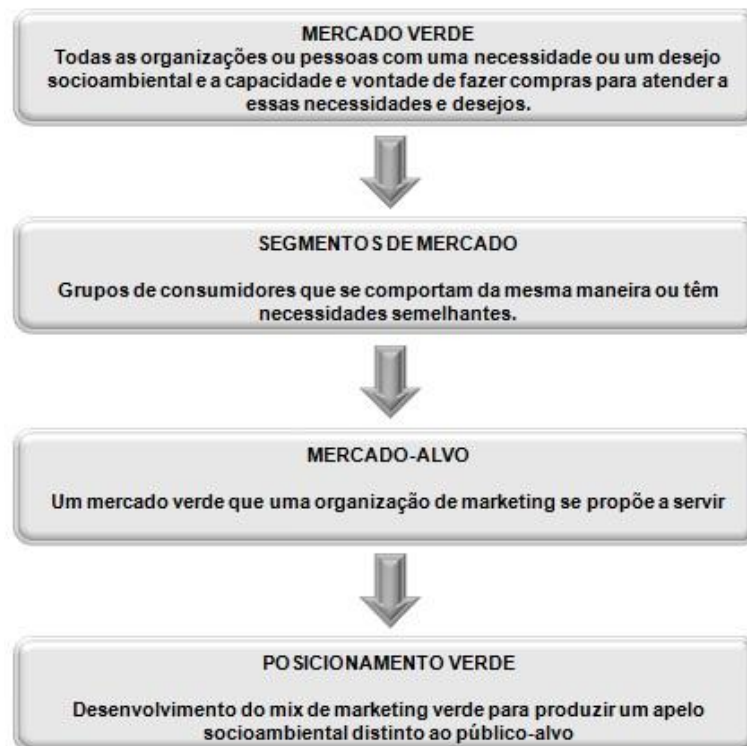 MERCADO VERDE
Todas as organizações ou pessoas com uma necessidade ou um desejo
socioambiental e a capacidade e vontade de fazer compras para atender a
essas necessidades e desejos.
SEGMENTOS DE MERCADO
Grupos de consumidores que se comportam da mesma maneira ou têm
necessidades semelhantes.
MERCADO-ALVO
Um mercado verde que uma organização de marketing se propõe a servir
POSICIONAMENTO VERDE
Desenvolvimento do mix de marketing verde para produzir um apelo
socioambiental distinto ao público-alvo